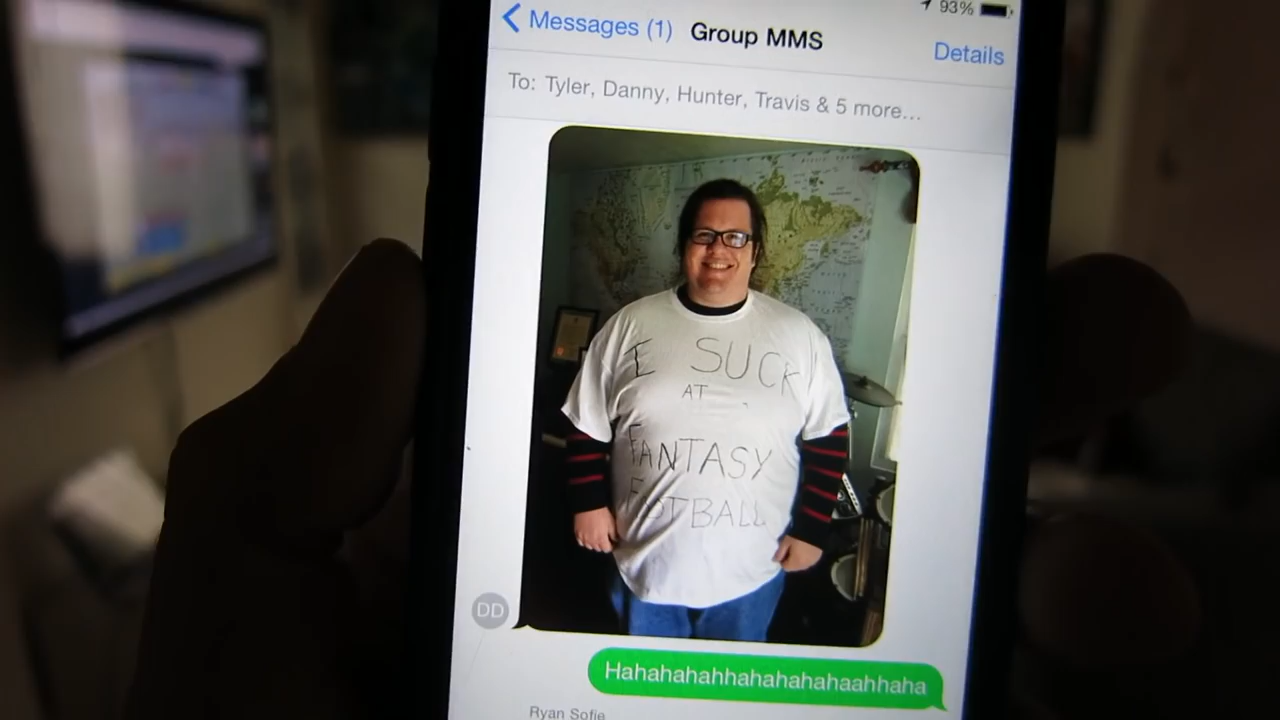 93%
Messages (1) Group MMS Details
To: Tyler, Danny, Hunter, Travis & 5 more...
I SUCK
AT
FANTASY
FOTBALL
DD
Hahahahahhahahahahaahhaha
Ryan Sofie